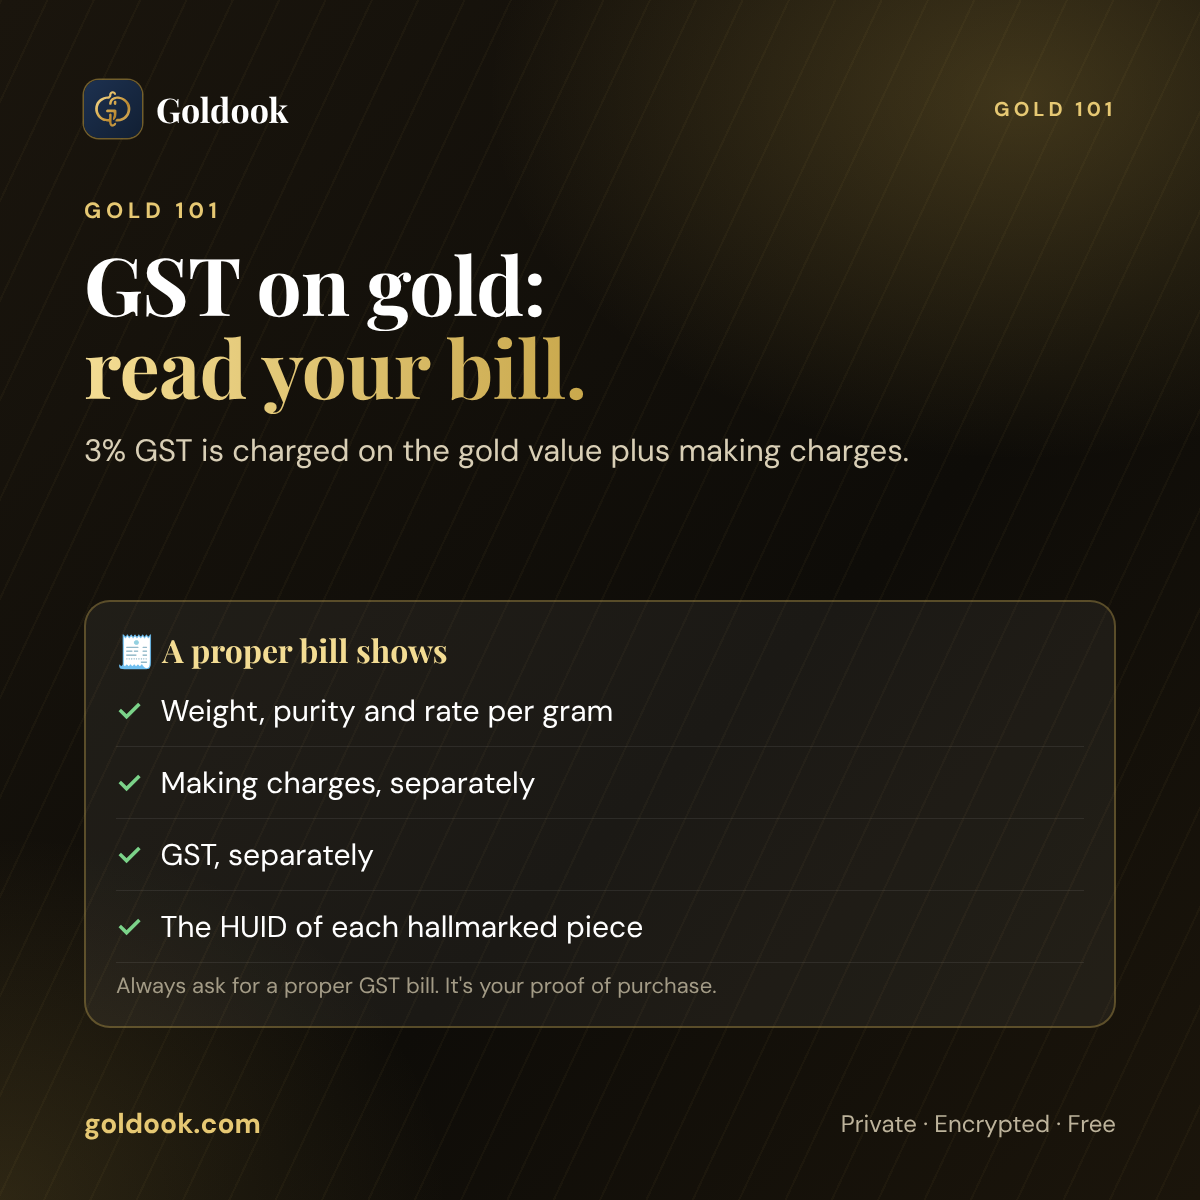 Goldook
GOLD 101
GOLD 101
GST on gold:
read your bill.
3% GST is charged on the gold value plus making charges.
A proper bill shows
Weight, purity and rate per gram
Making charges, separately
GST, separately
The HUID of each hallmarked piece
Always ask for a proper GST bill. It's your proof of purchase.
goldook.com
Private · Encrypted · Free